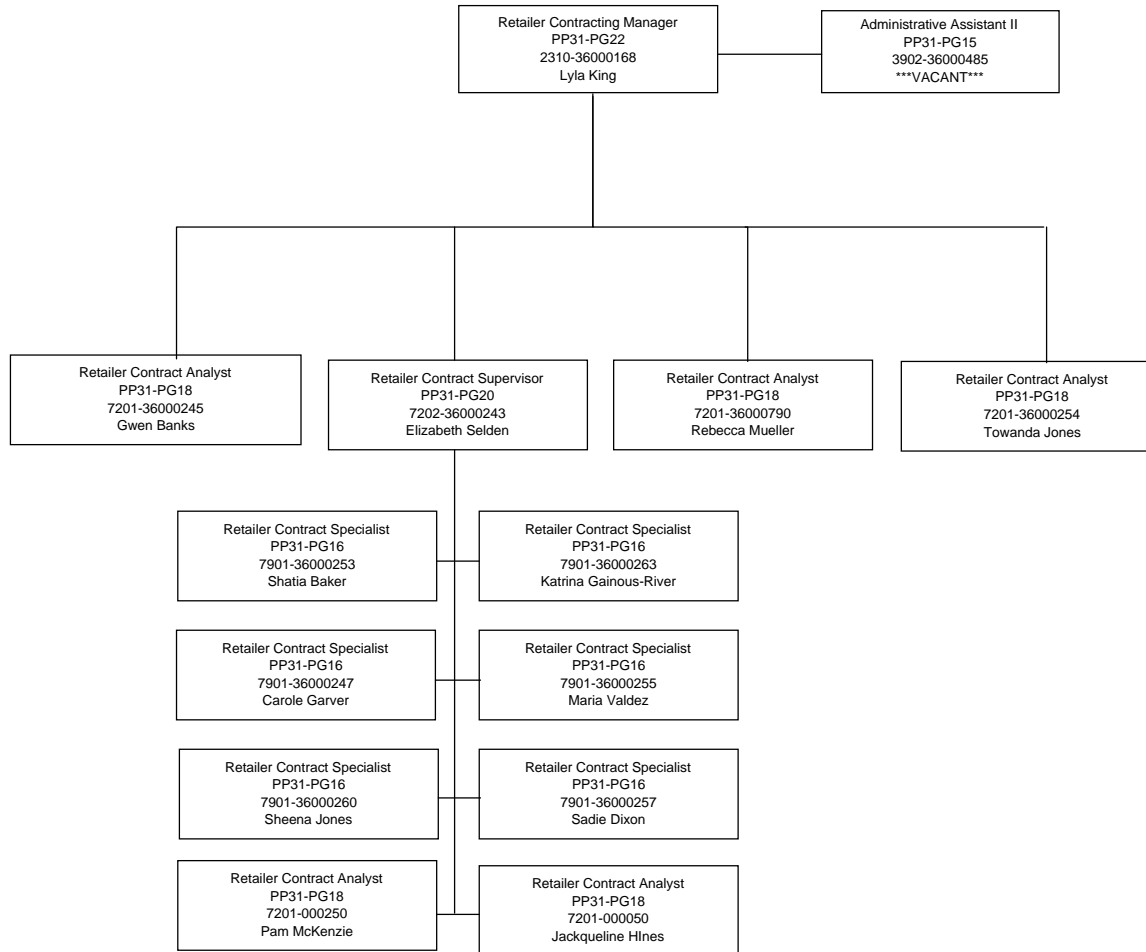 Retailer Contracting Manager
PP31-PG22
2310-36000168
Lyla King
Administrative Assistant II
PP31-PG15
3902-36000485
***VACANT***
Retailer Contract Analyst
PP31-PG18
7201-36000245
Gwen Banks
Retailer Contract Supervisor
PP31-PG20
7202-36000243
Elizabeth Selden
Retailer Contract Analyst
PP31-PG18
7201-36000790
Rebecca Mueller
Retailer Contract Analyst
PP31-PG18
7201-36000254
Towanda Jones
Retailer Contract Specialist
PP31-PG16
7901-36000253
Shatia Baker
Retailer Contract Specialist
PP31-PG16
7901-36000263
Katrina Gainous-River
Retailer Contract Specialist
PP31-PG16
7901-36000247
Carole Garver
Retailer Contract Specialist
PP31-PG16
7901-36000255
Maria Valdez
Retailer Contract Specialist
PP31-PG16
7901-36000260
Sheena Jones
Retailer Contract Specialist
PP31-PG16
7901-36000257
Sadie Dixon
Retailer Contract Analyst
PP31-PG18
7201-000250
Pam McKenzie
Retailer Contract Analyst
PP31-PG18
7201-000050
Jackqueline HInes